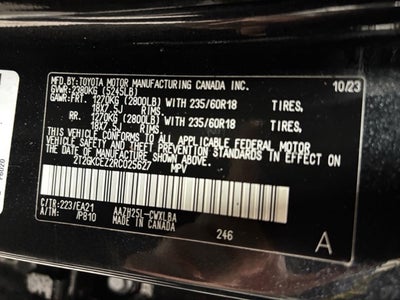 MFD.BY:TOYOTA MOTOR MANUFACTURING CANADA INC. 10/23
GVWR:2380KG (5245LB)
GAWR:FRT. 1270KG (2800LB) WITH 235/60R18 TIRES,
18X7.5J RIMS
RR. 1270KG (2800LB) WITH 235/60R18 TIRES,
18X7.5J RIMS
THIS VEHICLE CONFORMS TO ALL APPLICABLE FEDERAL MOTOR
VEHICLE SAFETY AND THEFT PREVENTION STANDARDS IN EFFECT
ON THE DATE OF MANUFACTURE SHOWN ABOVE.
2T2GKCEZ2RC025627 MPV
C/TR:223/EA21 AAZH25L-CWXLBA
A/TM: /P810 MADE IN CANADA 246 A